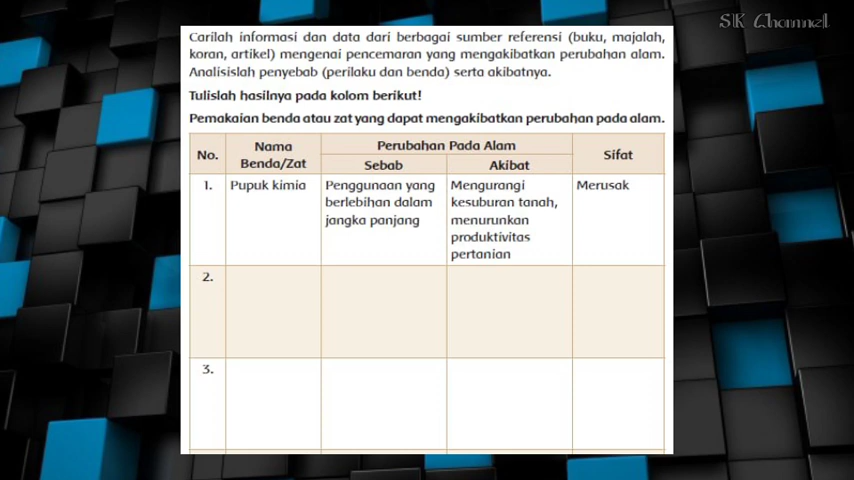 SK Channel
Carilah informasi dan data dari berbagai sumber referensi (buku, majalah,
koran, artikel) mengenai pencemaran yang mengakibatkan perubahan alam.
Analisislah penyebab (perilaku dan benda) serta akibatnya.
Tulislah hasilnya pada kolom berikut!
Pemakaian benda atau zat yang dapat mengakibatkan perubahan pada alam.
No.
Nama
Benda/Zat
Perubahan Pada Alam
Sebab
Akibat
Sifat
1.
Pupuk kimia
Penggunaan yang
berlebihan dalam
jangka panjang
Mengurangi
kesuburan tanah,
menurunkan
produktivitas
pertanian
Merusak
2.
3.